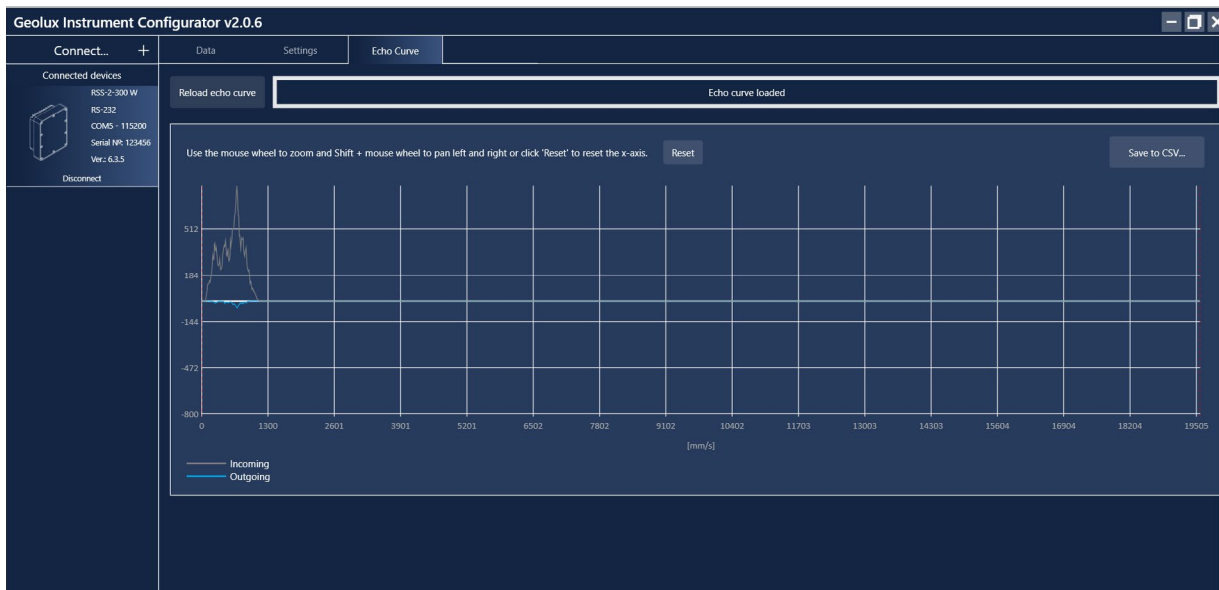 Geolux Instrument Configurator v2.0.6
Connect... +
Data Settings Echo Curve
Connected devices
RSS-2-300 W
RS-232
COM5 - 115200
Serial Nº: 123456
Ver.: 6.3.5
Disconnect
Reload echo curve
Echo curve loaded
Use the mouse wheel to zoom and Shift + mouse wheel to pan left and right or click 'Reset' to reset the x-axis.
Reset
Save to CSV...
512
184
-144
-472
-800
0 1300 2601 3901 5201 6502 7802 9102 10402 11703 13003 14303 15604 16904 18204 19505
[mm/s]
Incoming
Outgoing